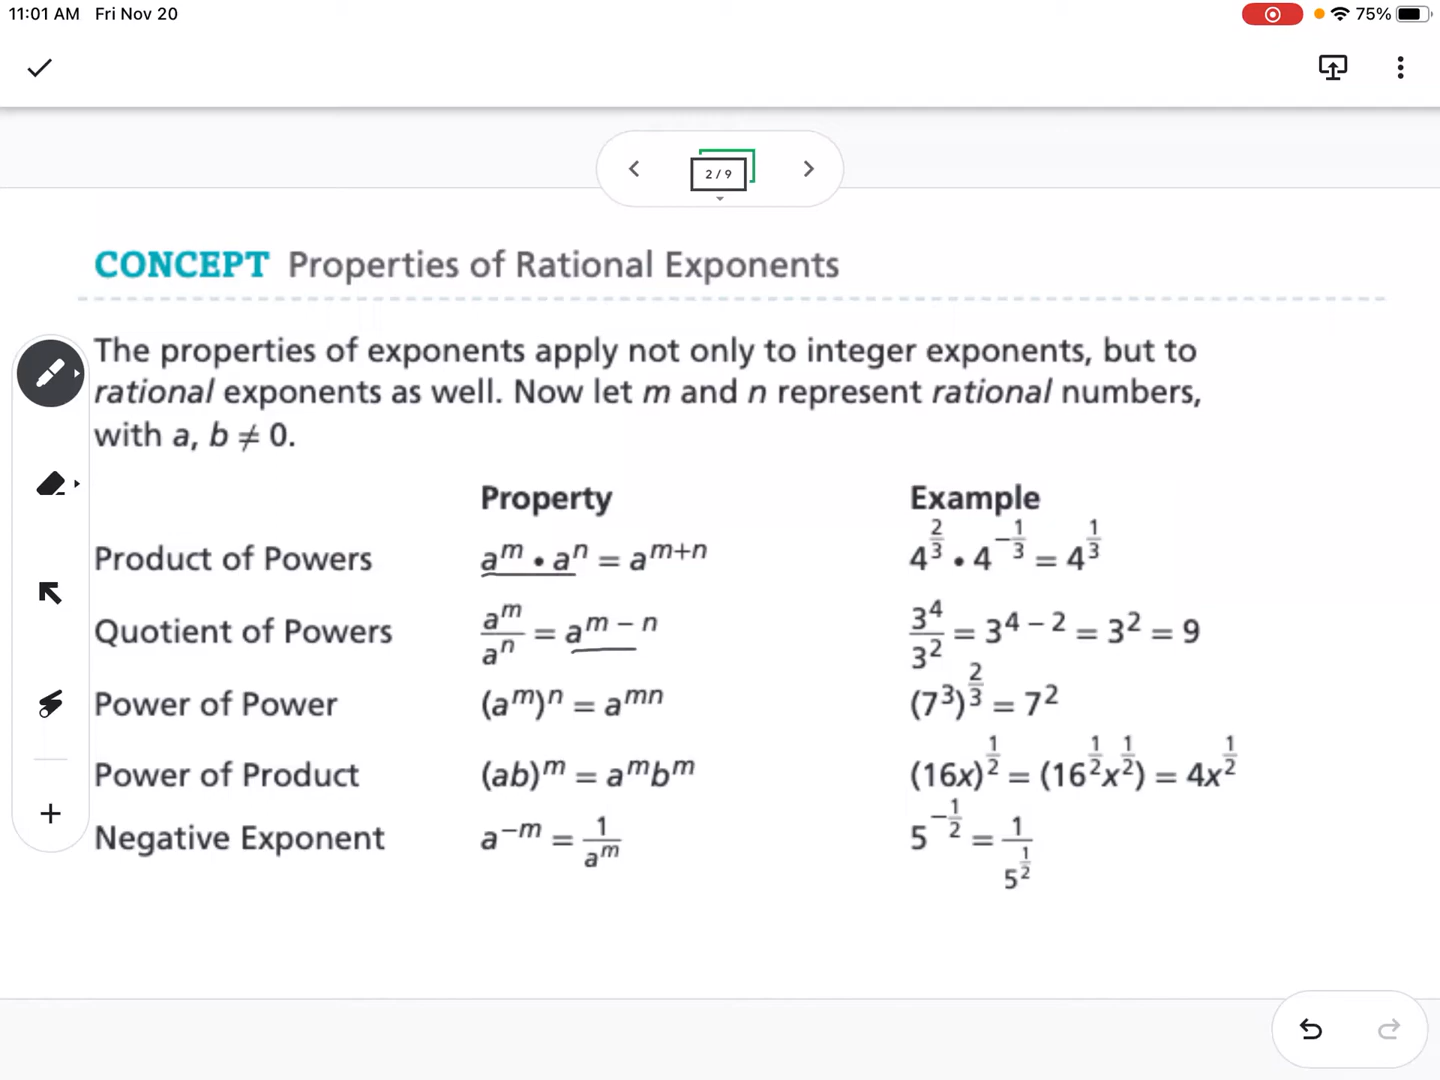 11:01 AM Fri Nov 20 75%
2 / 9
CONCEPT Properties of Rational Exponents
The properties of exponents apply not only to integer exponents, but to
rational exponents as well. Now let m and n represent rational numbers,
with a, b ≠ 0.
Property Example
Product of Powers a^m • a^n = a^{m+n} 4^{2/3} • 4^{-1/3} = 4^{1/3}
Quotient of Powers a^m/a^n = a^{m-n} 3^4/3^2 = 3^{4-2} = 3^2 = 9
Power of Power (a^m)^n = a^{mn} (7^3)^{2/3} = 7^2
Power of Product (ab)^m = a^m b^m (16x)^{1/2} = (16^{1/2}x^{1/2}) = 4x^{1/2}
Negative Exponent a^{-m} = 1/a^m 5^{-1/2} = 1/5^{1/2}